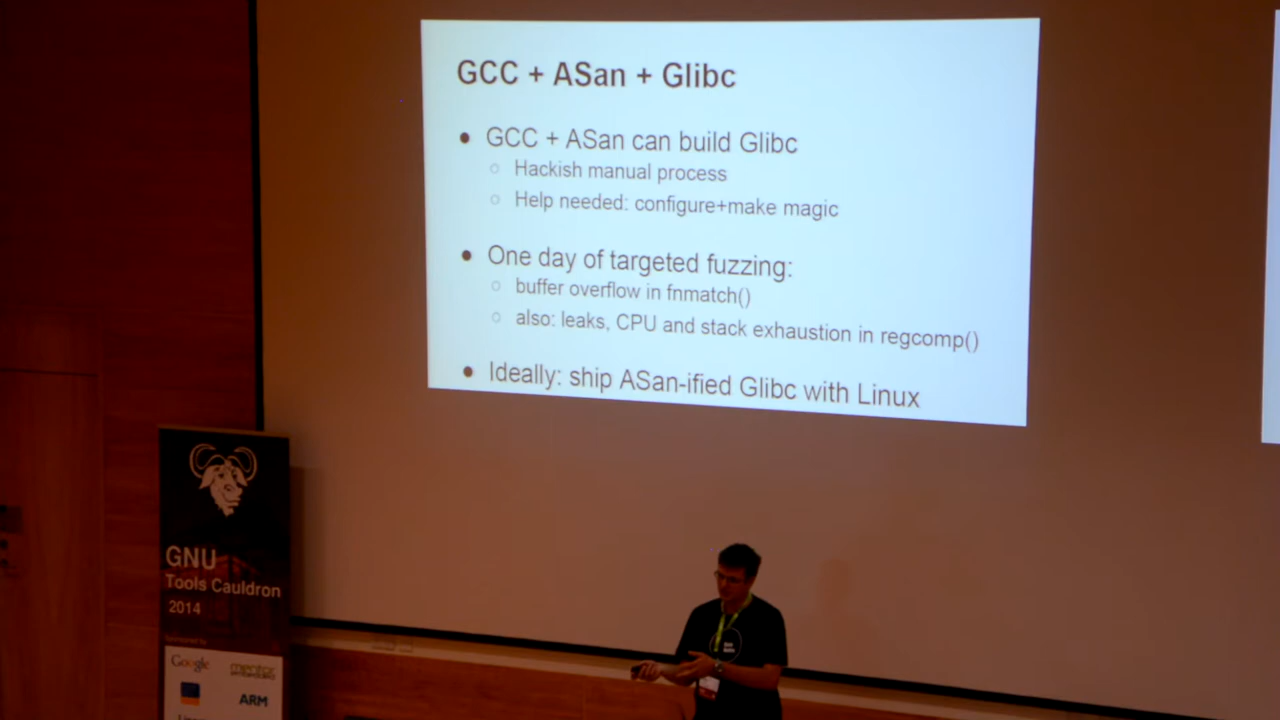 GCC + ASan + Glibc
GCC + ASan can build Glibc
Hackish manual process
Help needed: configure+make magic
One day of targeted fuzzing:
buffer overflow in fnmatch()
also: leaks, CPU and stack exhaustion in regcomp()
Ideally: ship ASan-ified Glibc with Linux
GNU
Tools Cauldron
2014
Google
mentor
embedded
ARM